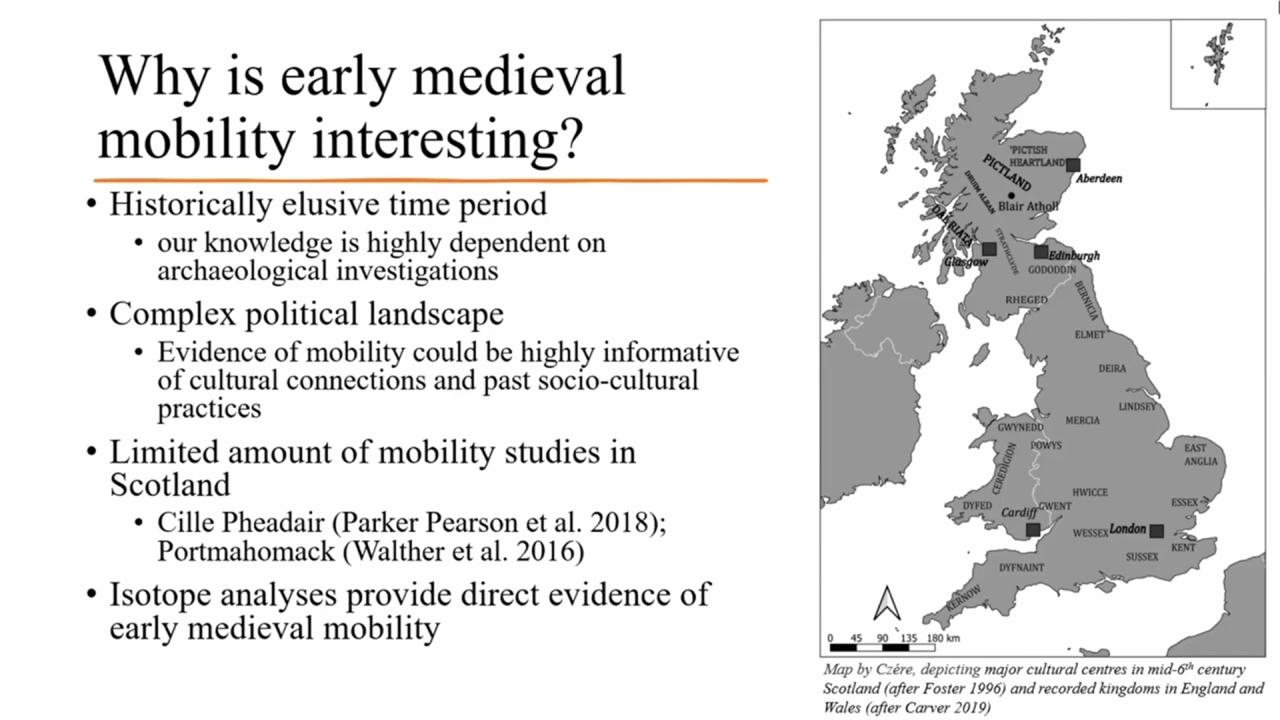 Why is early medieval
mobility interesting?
• Historically elusive time period
• our knowledge is highly dependent on
archaeological investigations
• Complex political landscape
• Evidence of mobility could be highly informative
of cultural connections and past socio-cultural
practices
• Limited amount of mobility studies in
Scotland
• Cille Pheadair (Parker Pearson et al. 2018);
Portmahomack (Walther et al. 2016)
• Isotope analyses provide direct evidence of
early medieval mobility
'PICTISH
HEARTLAND
PICTLAND
Aberdeen
DRUIM ALBAN
Blair Atholl
DALRIATA
STRATHCLYDE
Glasgow
Edinburgh
GODODDIN
RHEGED
BERNICIA
ELMET
DEIRA
LINDSEY
MERCIA
GWYNEDD
POWYS
EAST
ANGLIA
CEREDIGION
HWICCE
ESSEX
DYFED
Cardiff
GWENT
WESSEX
London
KENT
SUSSEX
DYFNAINT
KERNOW
0 45 90 135 180 km
Map by Czére, depicting major cultural centres in mid-6th century
Scotland (after Foster 1996) and recorded kingdoms in England and
Wales (after Carver 2019)